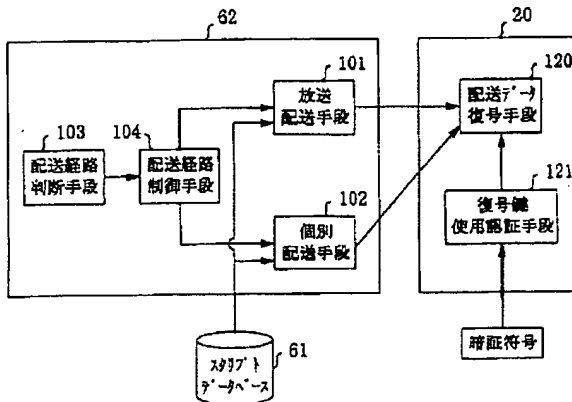 62
20
101
放送
配送手段
120
配送データ
復号手段
103
配送経路
判断手段
104
配送経路
制御手段
102
個別
配送手段
121
復号鍵
使用認証手段
スクリプト
データベース
61
暗証符号